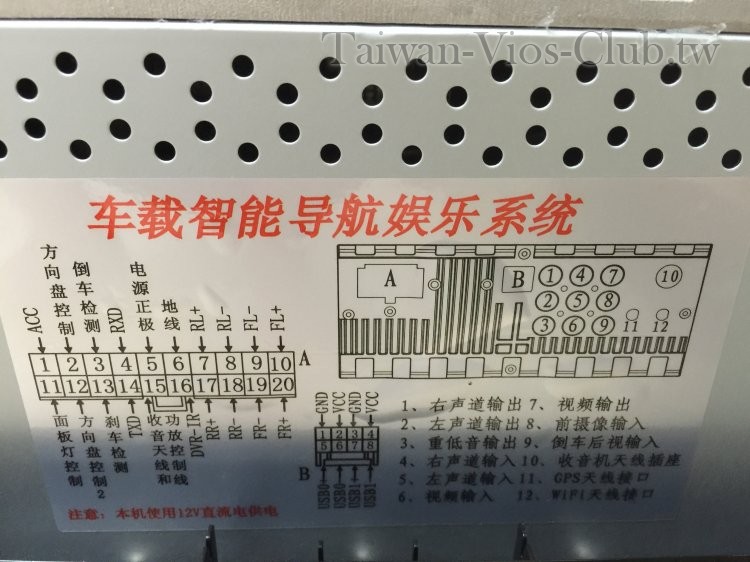 Taiwan-Vios-Club.tw
车载智能导航娱乐系统
ACC
方向盘控制
倒车检测
RXD
电源正极
地线
RL+
RL-
FL-
FL+
1 2 3 4 5 6 7 8 9 10
A
11 12 13 14 15 16 17 18 19 20
面板灯控制
方向盘控制2
刹车检测
TXD
收音天线和
功放控制线
DVR-IR
RR+
RR-
FR-
FR+
A
B
1 4 7
2 5 8
3 6 9
10
11
12
GND
VCC
GND
VCC
1 2 3 4
5 6 7 8
B
USB0-
USB0+
USB1-
USB1+
1、右声道输出 7、视频输出
2、左声道输出 8、前摄像输入
3、重低音输出 9、倒车后视输入
4、右声道输入 10、收音机天线插座
5、左声道输入 11、GPS天线接口
6、视频输入 12、WiFi天线接口
注意：本机使用12V直流电供电